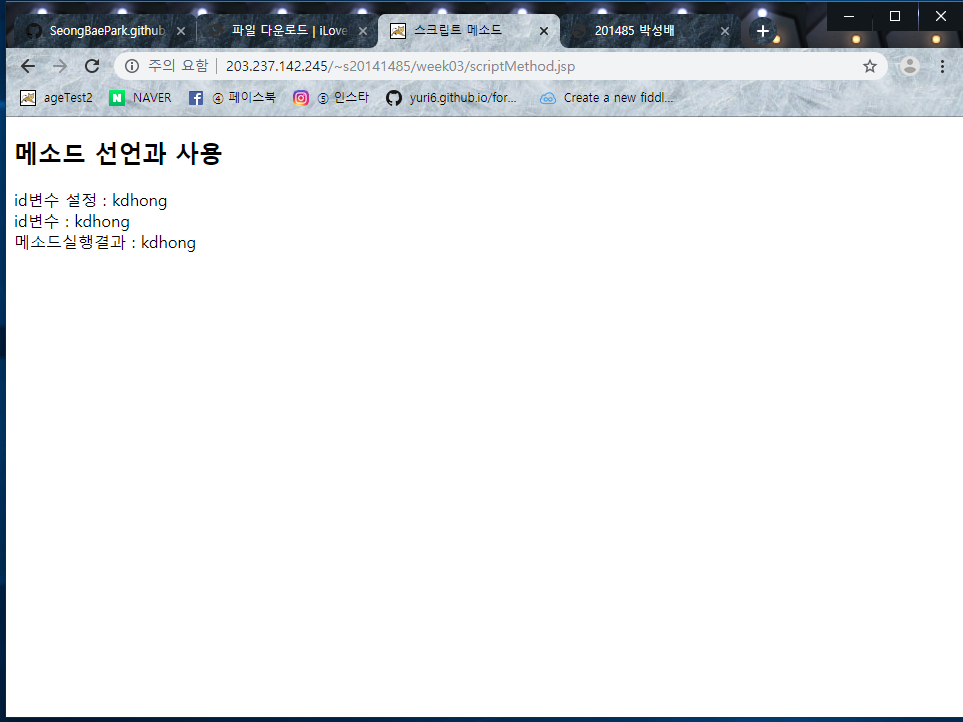 SeongBaePark.github
파일 다운로드 | iLove
스크립트 메소드
201485 박성배
주의 요함 | 203.237.142.245/~s20141485/week03/scriptMethod.jsp
ageTest2
NAVER
④ 페이스북
⑤ 인스타
yuri6.github.io/for...
Create a new fiddl...
메소드 선언과 사용
id변수 설정 : kdhong
id변수 : kdhong
메소드실행결과 : kdhong